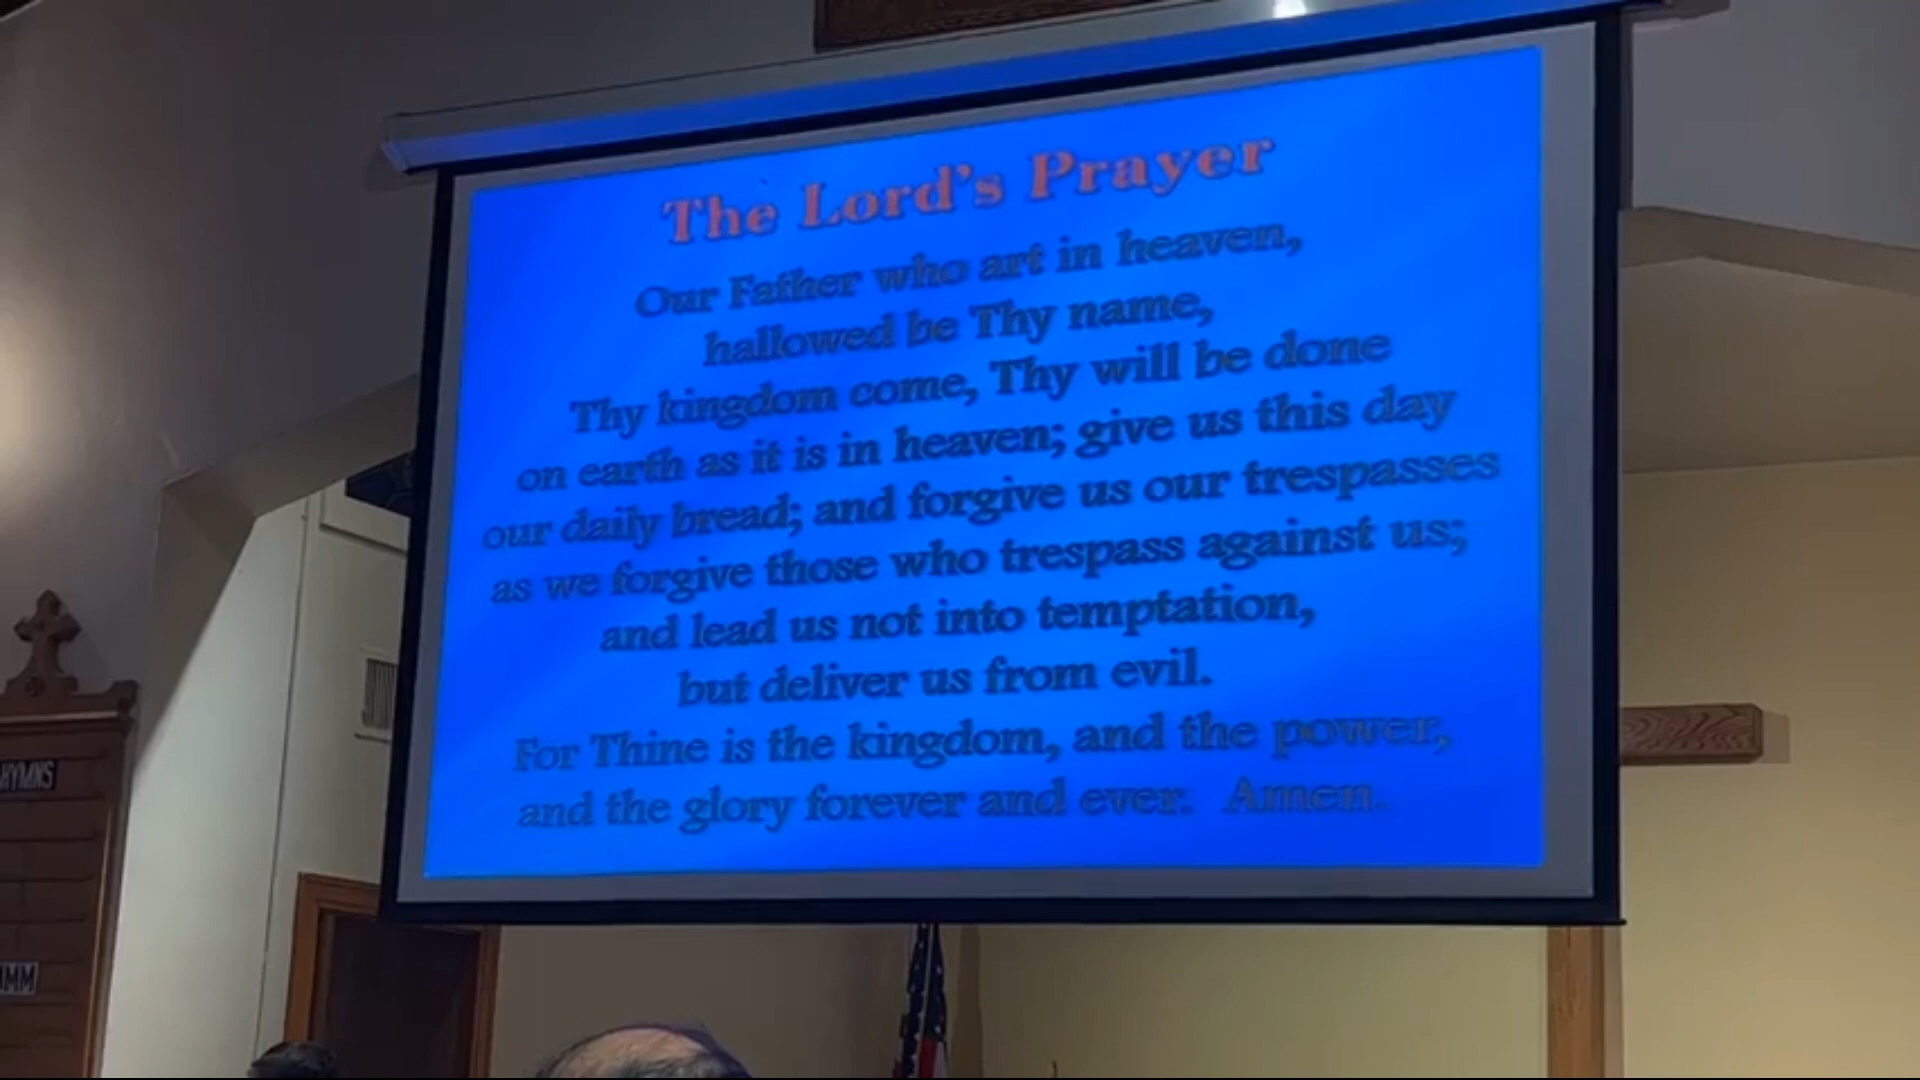 The Lord's Prayer
Our Father who art in heaven,
hallowed be Thy name,
Thy kingdom come, Thy will be done
on earth as it is in heaven; give us this day
our daily bread; and forgive us our trespasses
as we forgive those who trespass against us;
and lead us not into temptation,
but deliver us from evil.
For Thine is the kingdom, and the power,
and the glory forever and ever. Amen.
HYMNS